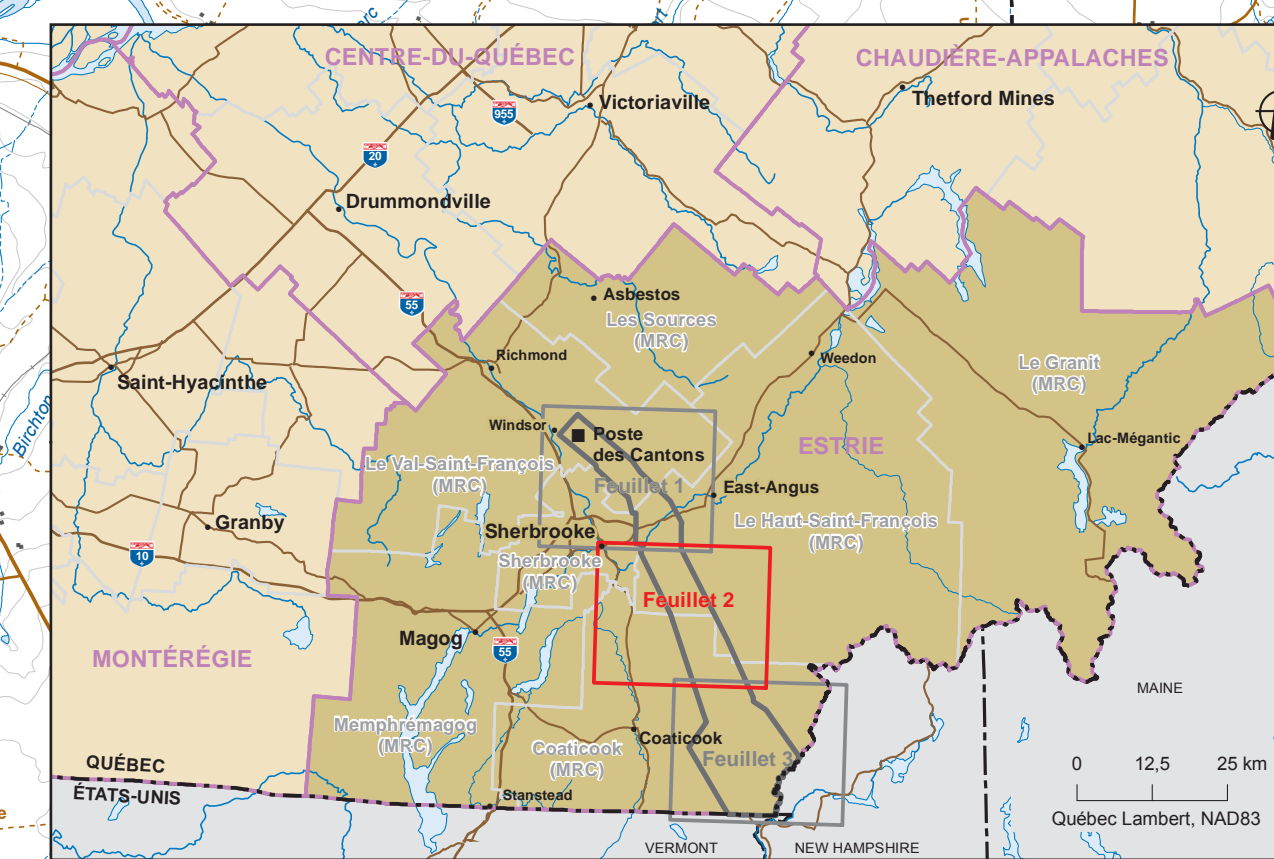 CENTRE-DU-QUÉBEC
CHAUDIÈRE-APPALACHES
955
Victoriaville
Thetford Mines
20
Drummondville
55
Asbestos
Les Sources
(MRC)
Richmond
Weedon
Le Granit
(MRC)
Saint-Hyacinthe
Birchton
Windsor
Poste
des Cantons
ESTRIE
Lac-Mégantic
Le Val-Saint-François
(MRC)
Feuillet 1
East-Angus
Granby
Le Haut-Saint-François
(MRC)
Sherbrooke
10
Sherbrooke
(MRC)
Feuillet 2
Magog
55
MONTÉRÉGIE
MAINE
Memphrémagog
(MRC)
Coaticook
Coaticook
(MRC)
Feuillet 3
QUÉBEC
ÉTATS-UNIS
Stanstead
0 12,5 25 km
Québec Lambert, NAD83
VERMONT
NEW HAMPSHIRE